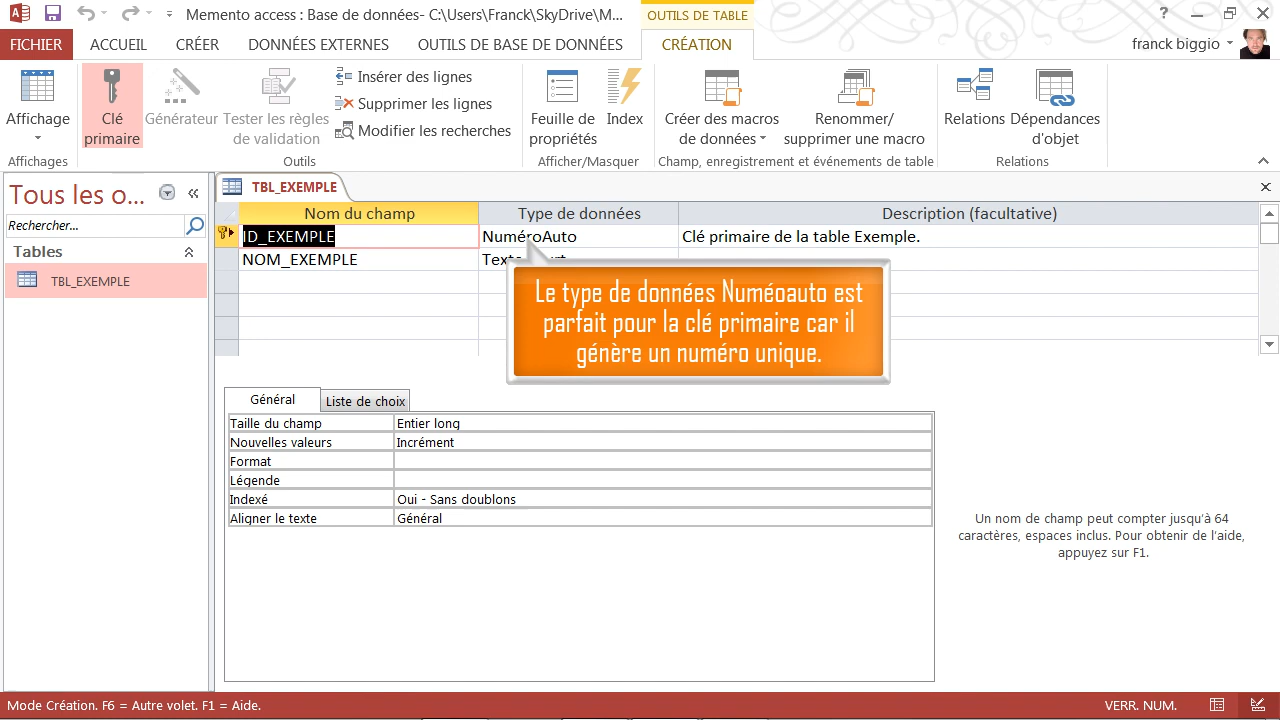 Memento access : Base de données- C:\Users\Franck\SkyDrive\M...
OUTILS DE TABLE
?
FICHIER
ACCUEIL
CRÉER
DONNÉES EXTERNES
OUTILS DE BASE DE DONNÉES
CRÉATION
franck biggio
Affichage
Clé
primaire
Générateur
Tester les règles
de validation
Insérer des lignes
Supprimer les lignes
Modifier les recherches
Feuille de
propriétés
Index
Créer des macros
de données
Renommer/
supprimer une macro
Relations
Dépendances
d'objet
Affichages
Outils
Afficher/Masquer
Champ, enregistrement et événements de table
Relations
Tous les o...
Rechercher...
Tables
TBL_EXEMPLE
TBL_EXEMPLE
Nom du champ
Type de données
Description (facultative)
ID_EXEMPLE
NuméroAuto
Clé primaire de la table Exemple.
NOM_EXEMPLE
Le type de données Numéoauto est
parfait pour la clé primaire car il
génère un numéro unique.
Général
Liste de choix
Taille du champ
Entier long
Nouvelles valeurs
Incrément
Format
Légende
Indexé
Oui - Sans doublons
Aligner le texte
Général
Un nom de champ peut compter jusqu'à 64
caractères, espaces inclus. Pour obtenir de l'aide,
appuyez sur F1.
Mode Création. F6 = Autre volet. F1 = Aide.
VERR. NUM.